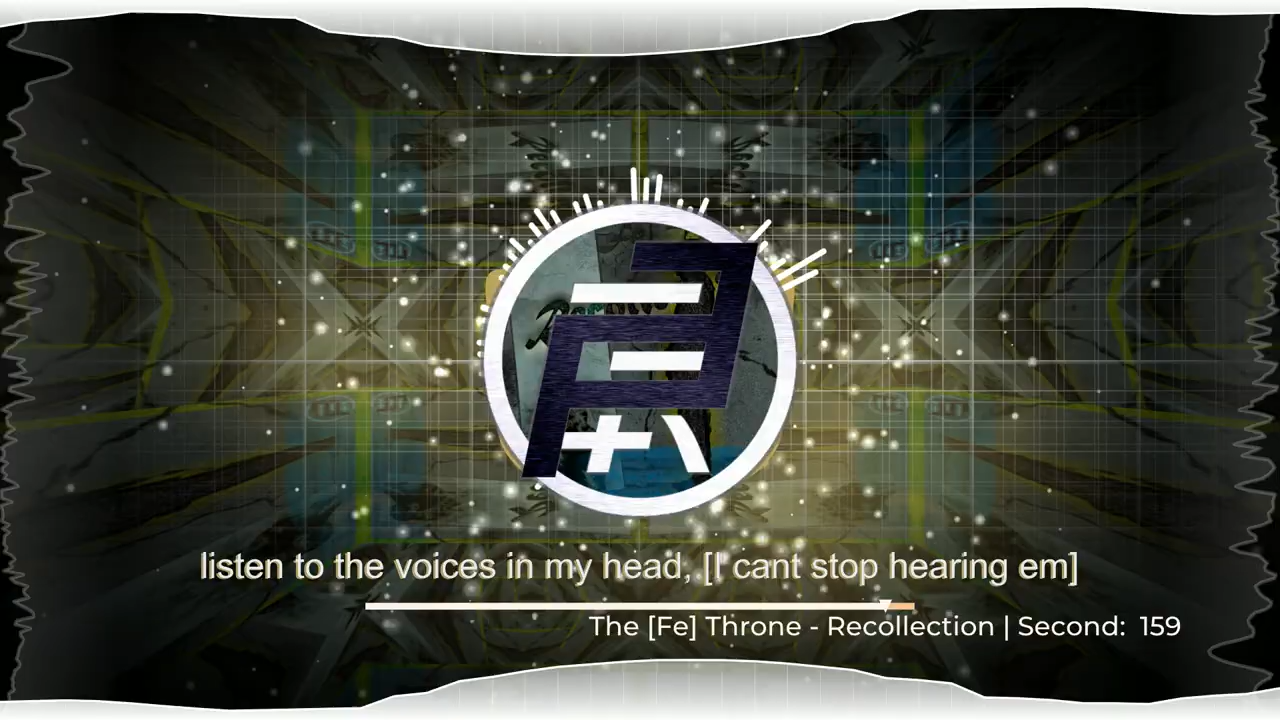 listen to the voices in my head, [I cant stop hearing em]
The [Fe] Throne - Recollection | Second: 159